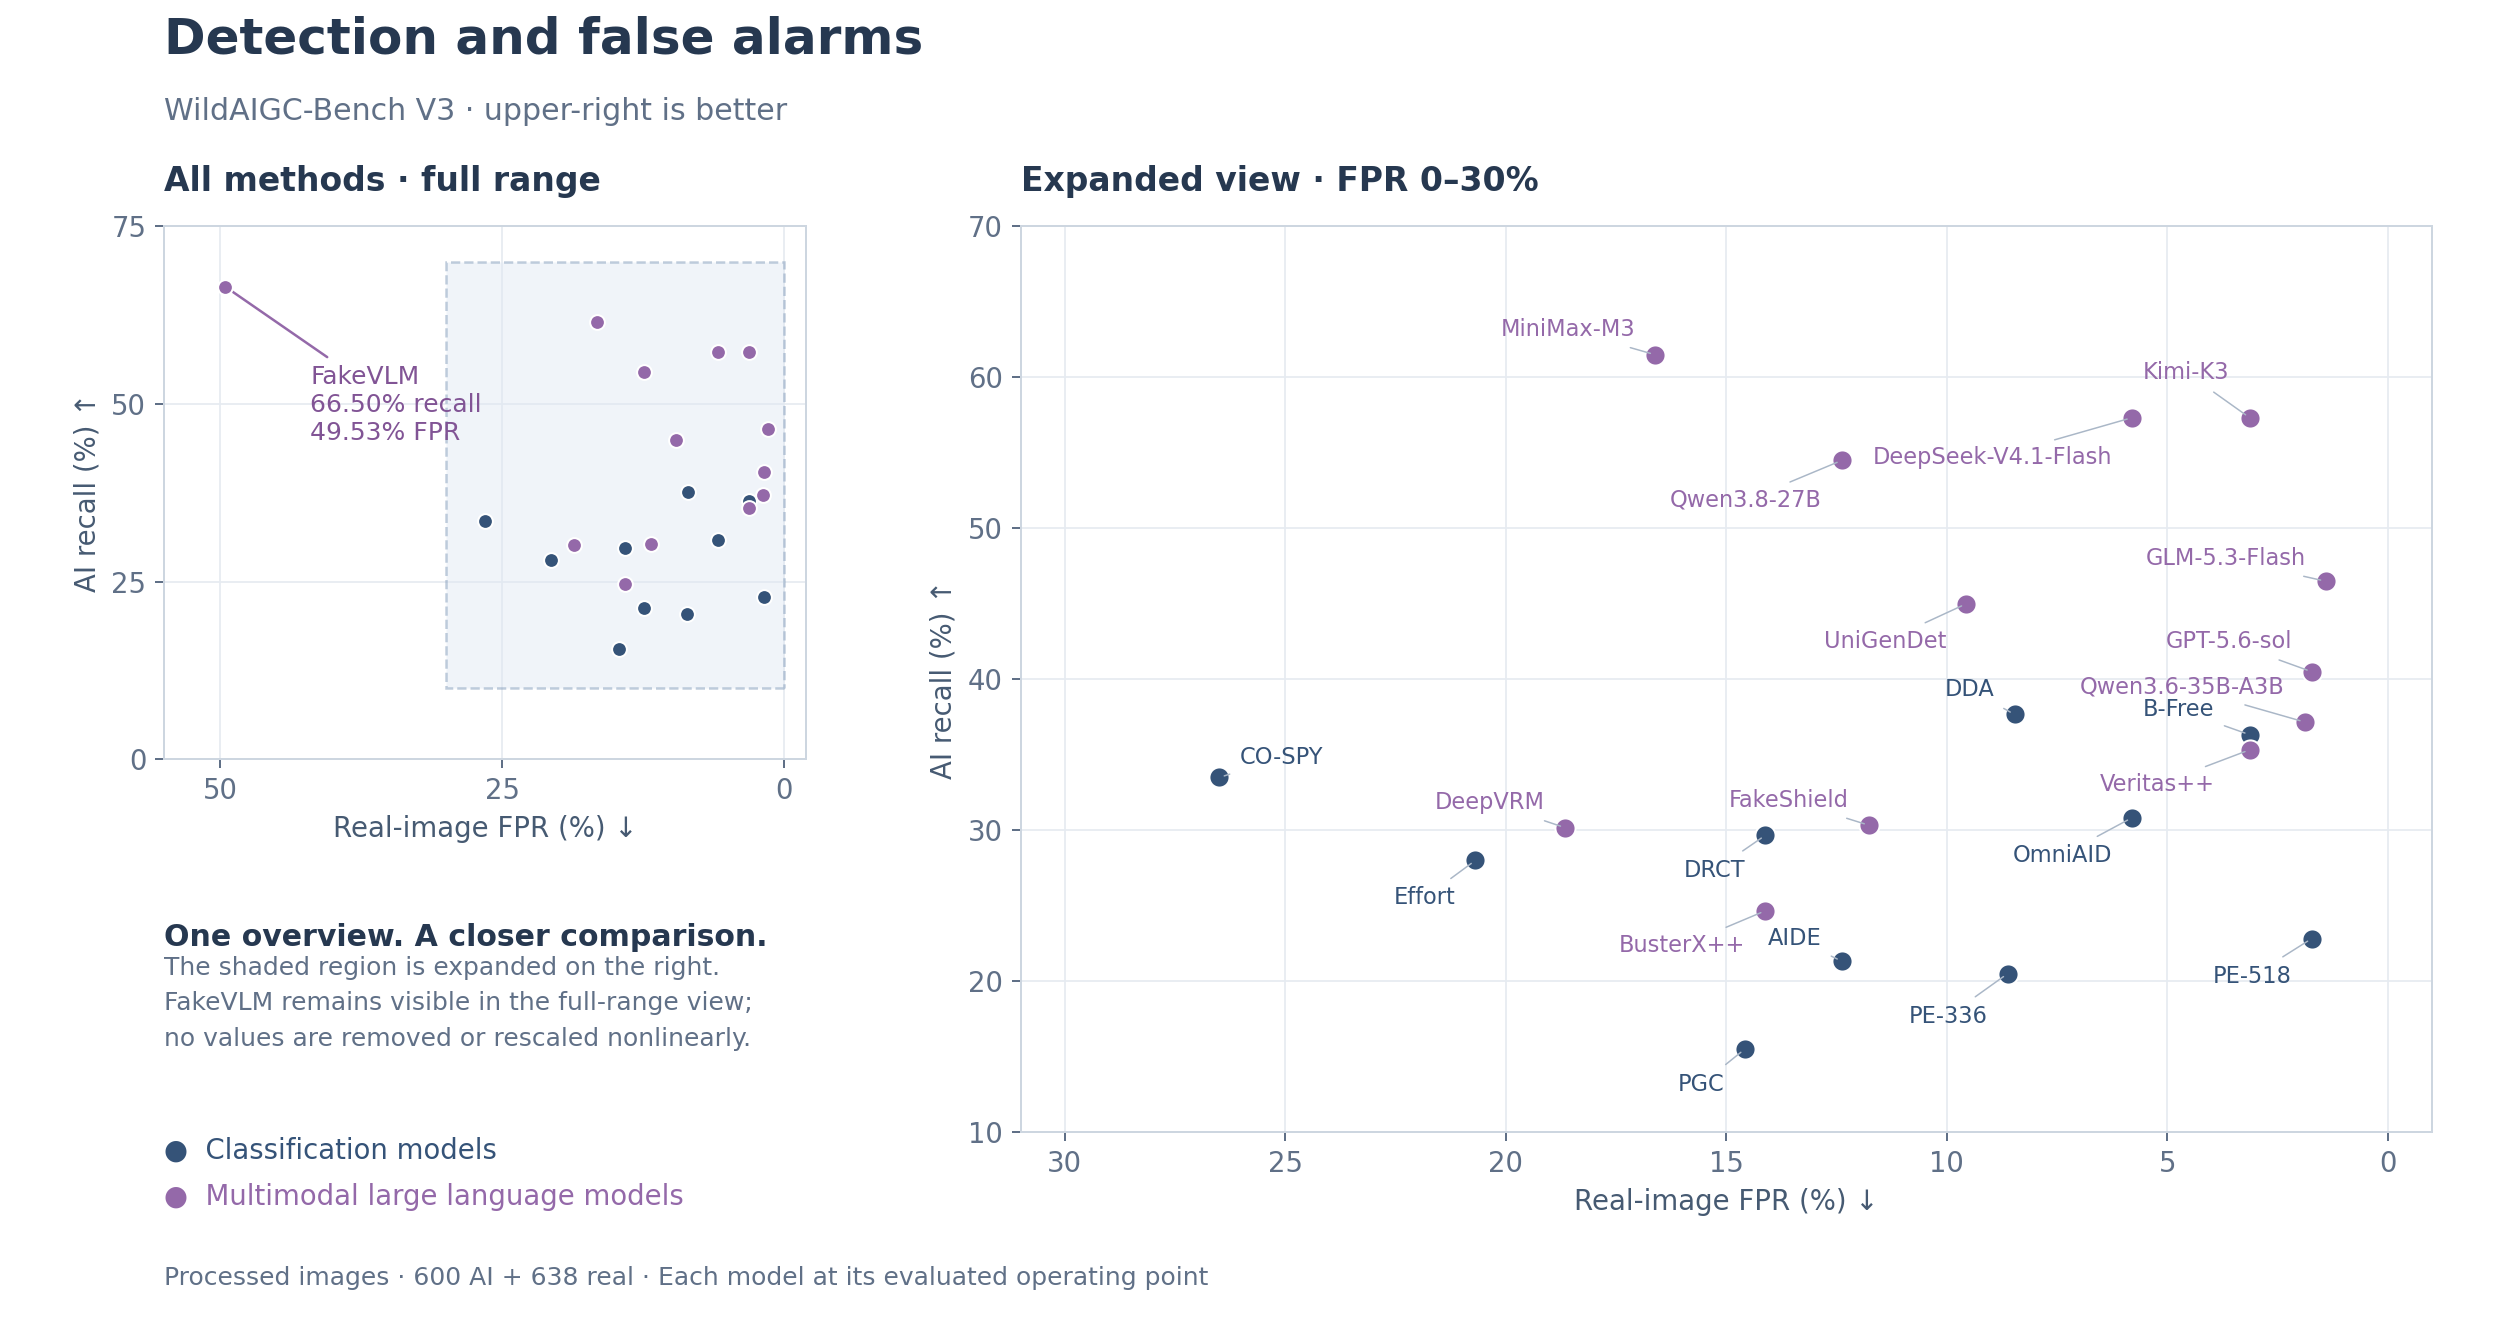 Detection and false alarms
WildAIGC-Bench V3 · upper-right is better
All methods · full range
75
50
25
0
50
25
0
AI recall (%) ↑
Real-image FPR (%) ↓
FakeVLM
66.50% recall
49.53% FPR
One overview. A closer comparison.
The shaded region is expanded on the right.
FakeVLM remains visible in the full-range view;
no values are removed or rescaled nonlinearly.
Classification models
Multimodal large language models
Expanded view · FPR 0–30%
70
60
50
40
30
20
10
30
25
20
15
10
5
0
AI recall (%) ↑
Real-image FPR (%) ↓
MiniMax-M3
Kimi-K3
DeepSeek-V4.1-Flash
Qwen3.8-27B
GLM-5.3-Flash
UniGenDet
GPT-5.6-sol
DDA
Qwen3.6-35B-A3B
B-Free
CO-SPY
Veritas++
DeepVRM
FakeShield
OmniAID
DRCT
Effort
BusterX++
AIDE
PE-518
PE-336
PGC
Processed images · 600 AI + 638 real · Each model at its evaluated operating point